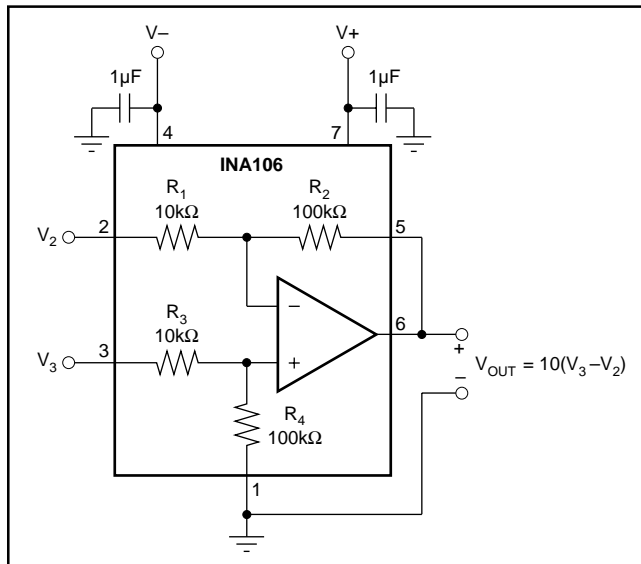 V– V+
1µF 1µF
4 7
INA106
R1 R2
10kΩ 100kΩ
V2 2 5
–
R3
10kΩ
6
V3 3 + +
VOUT = 10(V3 –V2)
–
R4
100kΩ
1